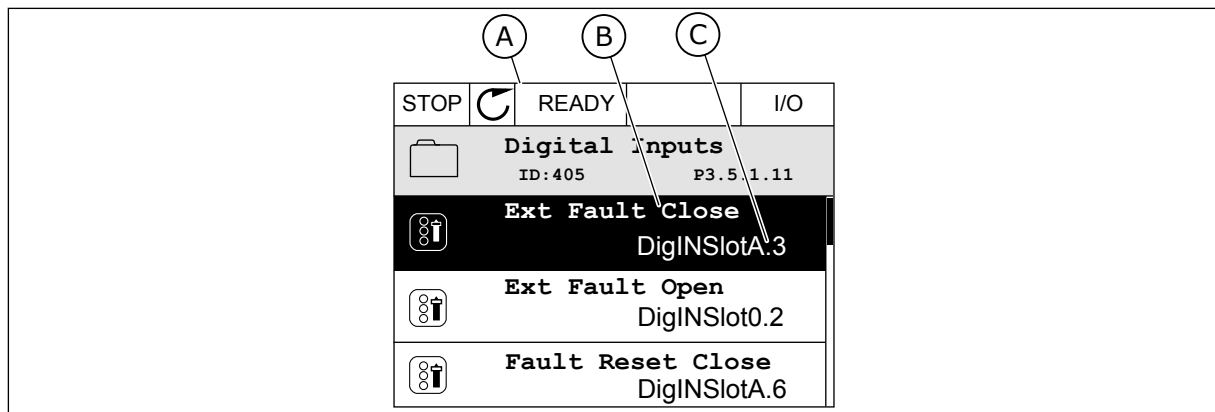 A B C
STOP READY I/O
Digital Inputs
ID:405 P3.5.1.11
Ext Fault Close
DigINSlotA.3
Ext Fault Open
DigINSlot0.2
Fault Reset Close
DigINSlotA.6